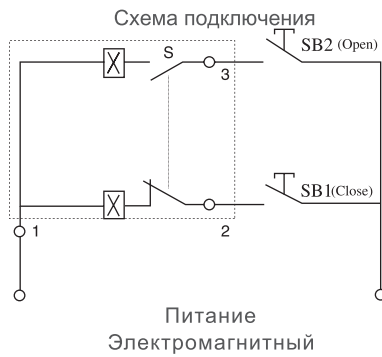 Схема подключения
S
3
SB2 (Open)
SB1(Close)
1
2
Питание
Электромагнитный